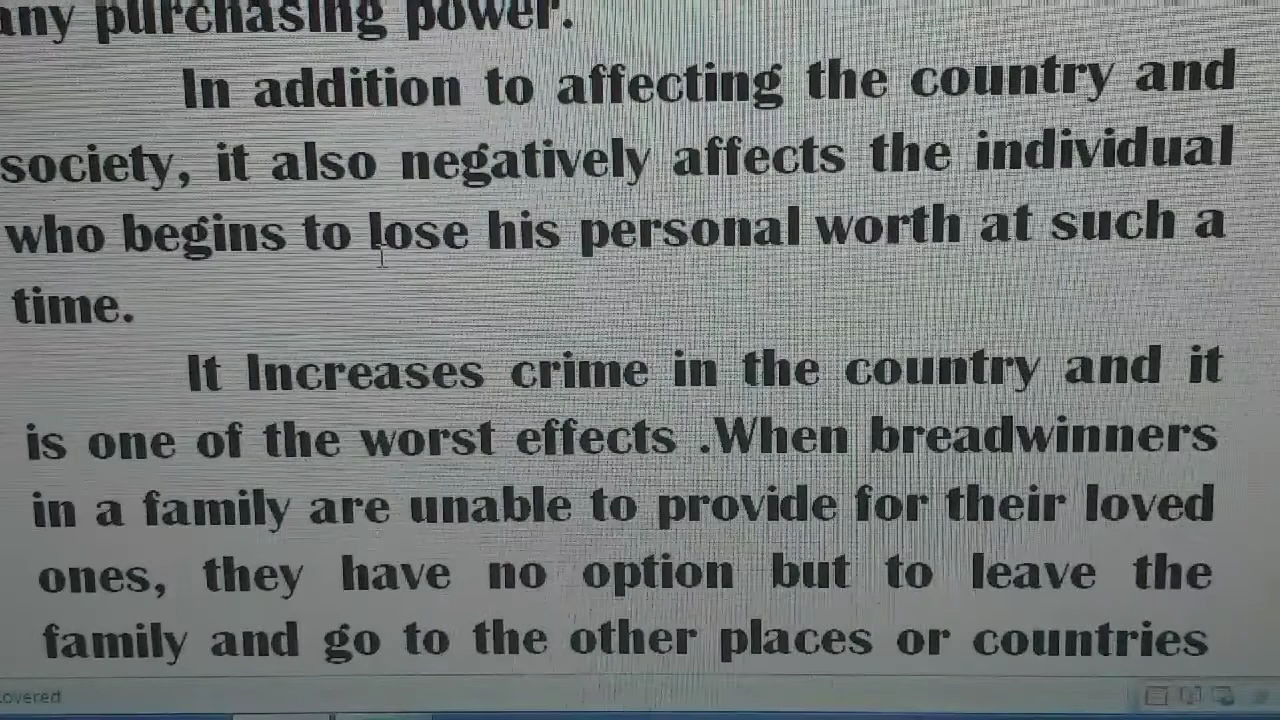 any purchasing power.
In addition to affecting the country and
society, it also negatively affects the individual
who begins to lose his personal worth at such a
time.
It Increases crime in the country and it
is one of the worst effects .When breadwinners
in a family are unable to provide for their loved
ones, they have no option but to leave the
family and go to the other places or countries
overed